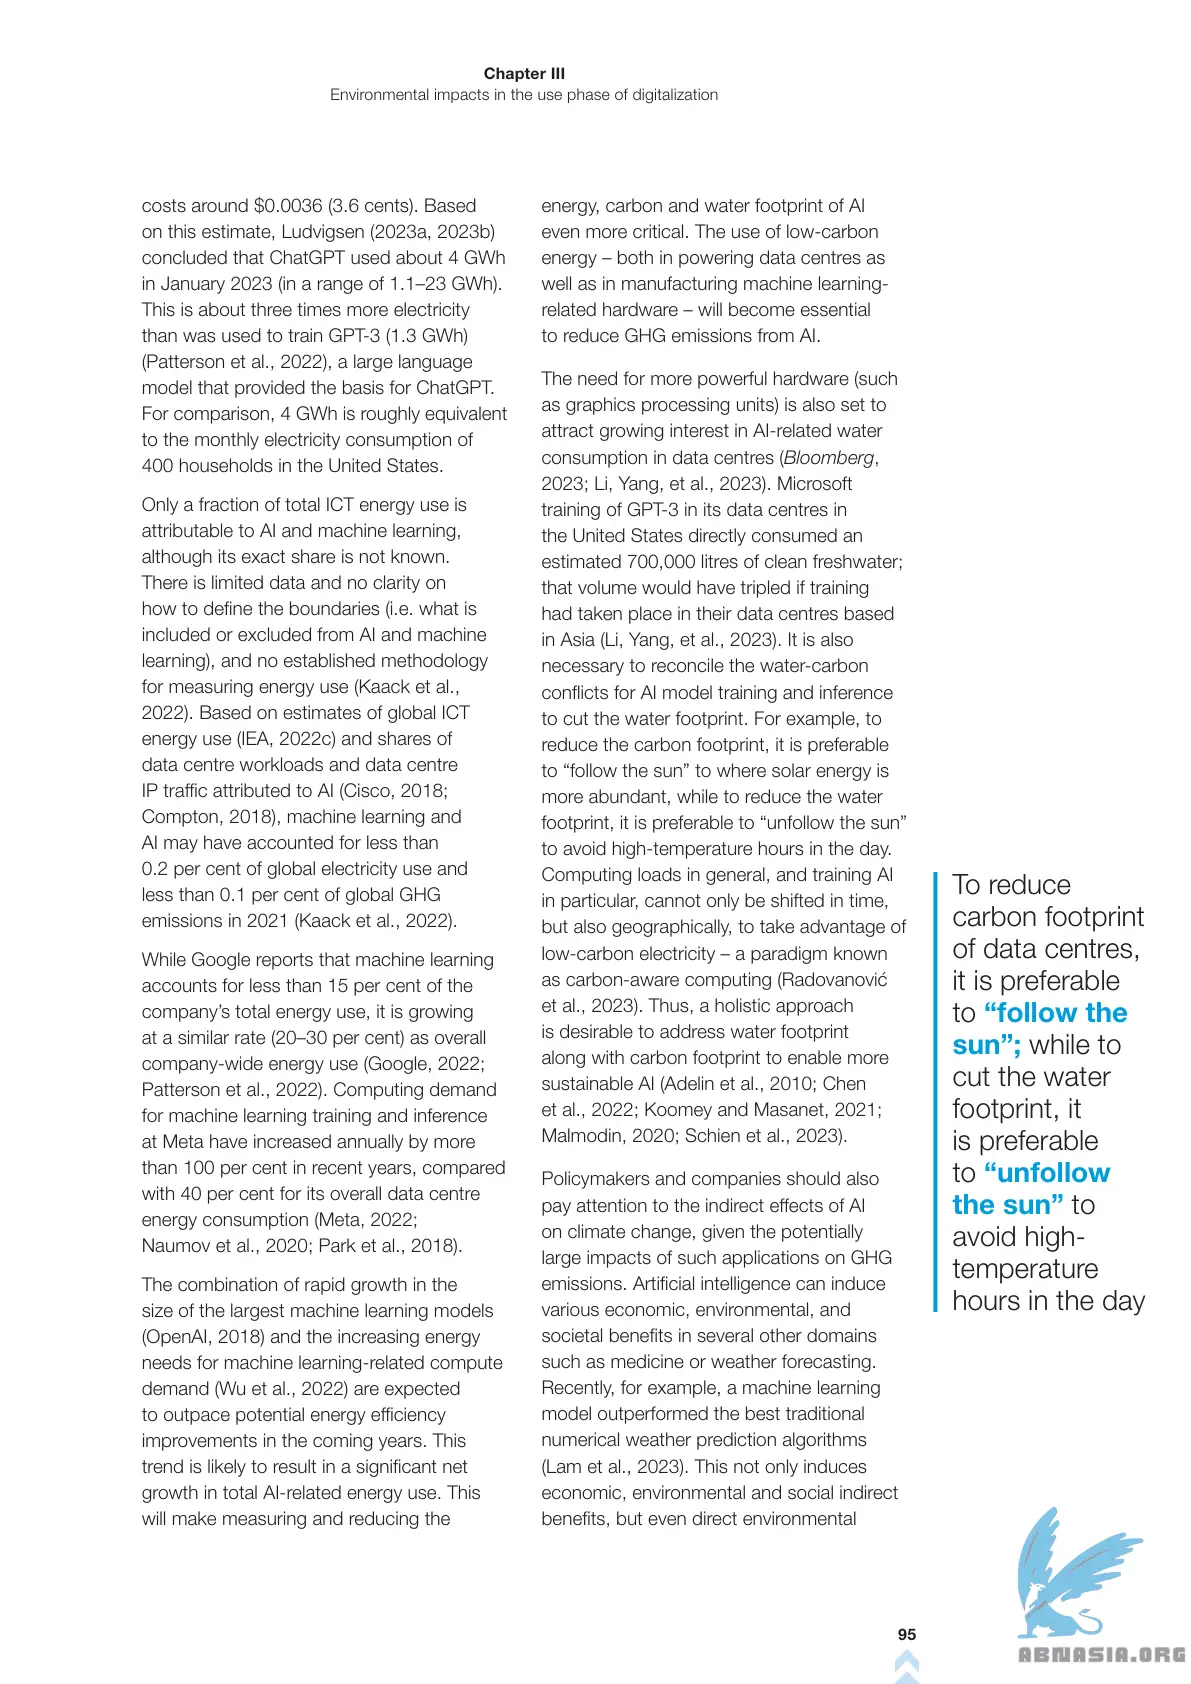 Chapter III
Environmental impacts in the use phase of digitalization
costs around $0.0036 (3.6 cents). Based
on this estimate, Ludvigsen (2023a, 2023b)
concluded that ChatGPT used about 4 GWh
in January 2023 (in a range of 1.1–23 GWh).
This is about three times more electricity
than was used to train GPT-3 (1.3 GWh)
(Patterson et al., 2022), a large language
model that provided the basis for ChatGPT.
For comparison, 4 GWh is roughly equivalent
to the monthly electricity consumption of
400 households in the United States.
Only a fraction of total ICT energy use is
attributable to AI and machine learning,
although its exact share is not known.
There is limited data and no clarity on
how to define the boundaries (i.e. what is
included or excluded from AI and machine
learning), and no established methodology
for measuring energy use (Kaack et al.,
2022). Based on estimates of global ICT
energy use (IEA, 2022c) and shares of
data centre workloads and data centre
IP traffic attributed to AI (Cisco, 2018;
Compton, 2018), machine learning and
AI may have accounted for less than
0.2 per cent of global electricity use and
less than 0.1 per cent of global GHG
emissions in 2021 (Kaack et al., 2022).
While Google reports that machine learning
accounts for less than 15 per cent of the
company's total energy use, it is growing
at a similar rate (20–30 per cent) as overall
company-wide energy use (Google, 2022;
Patterson et al., 2022). Computing demand
for machine learning training and inference
at Meta have increased annually by more
than 100 per cent in recent years, compared
with 40 per cent for its overall data centre
energy consumption (Meta, 2022;
Naumov et al., 2020; Park et al., 2018).
The combination of rapid growth in the
size of the largest machine learning models
(OpenAI, 2018) and the increasing energy
needs for machine learning-related compute
demand (Wu et al., 2022) are expected
to outpace potential energy efficiency
improvements in the coming years. This
trend is likely to result in a significant net
growth in total AI-related energy use. This
will make measuring and reducing the
energy, carbon and water footprint of AI
even more critical. The use of low-carbon
energy – both in powering data centres as
well as in manufacturing machine learning-
related hardware – will become essential
to reduce GHG emissions from AI.
The need for more powerful hardware (such
as graphics processing units) is also set to
attract growing interest in AI-related water
consumption in data centres (Bloomberg,
2023; Li, Yang, et al., 2023). Microsoft
training of GPT-3 in its data centres in
the United States directly consumed an
estimated 700,000 litres of clean freshwater;
that volume would have tripled if training
had taken place in their data centres based
in Asia (Li, Yang, et al., 2023). It is also
necessary to reconcile the water-carbon
conflicts for AI model training and inference
to cut the water footprint. For example, to
reduce the carbon footprint, it is preferable
to “follow the sun” to where solar energy is
more abundant, while to reduce the water
footprint, it is preferable to “unfollow the sun”
to avoid high-temperature hours in the day.
Computing loads in general, and training AI
in particular, cannot only be shifted in time,
but also geographically, to take advantage of
low-carbon electricity – a paradigm known
as carbon-aware computing (Radovanović
et al., 2023). Thus, a holistic approach
is desirable to address water footprint
along with carbon footprint to enable more
sustainable AI (Adelin et al., 2010; Chen
et al., 2022; Koomey and Masanet, 2021;
Malmodin, 2020; Schien et al., 2023).
Policymakers and companies should also
pay attention to the indirect effects of AI
on climate change, given the potentially
large impacts of such applications on GHG
emissions. Artificial intelligence can induce
various economic, environmental, and
societal benefits in several other domains
such as medicine or weather forecasting.
Recently, for example, a machine learning
model outperformed the best traditional
numerical weather prediction algorithms
(Lam et al., 2023). This not only induces
economic, environmental and social indirect
benefits, but even direct environmental
To reduce
carbon footprint
of data centres,
it is preferable
to “follow the
sun”; while to
cut the water
footprint, it
is preferable
to “unfollow
the sun” to
avoid high-
temperature
hours in the day
95
ABNASIA.ORG